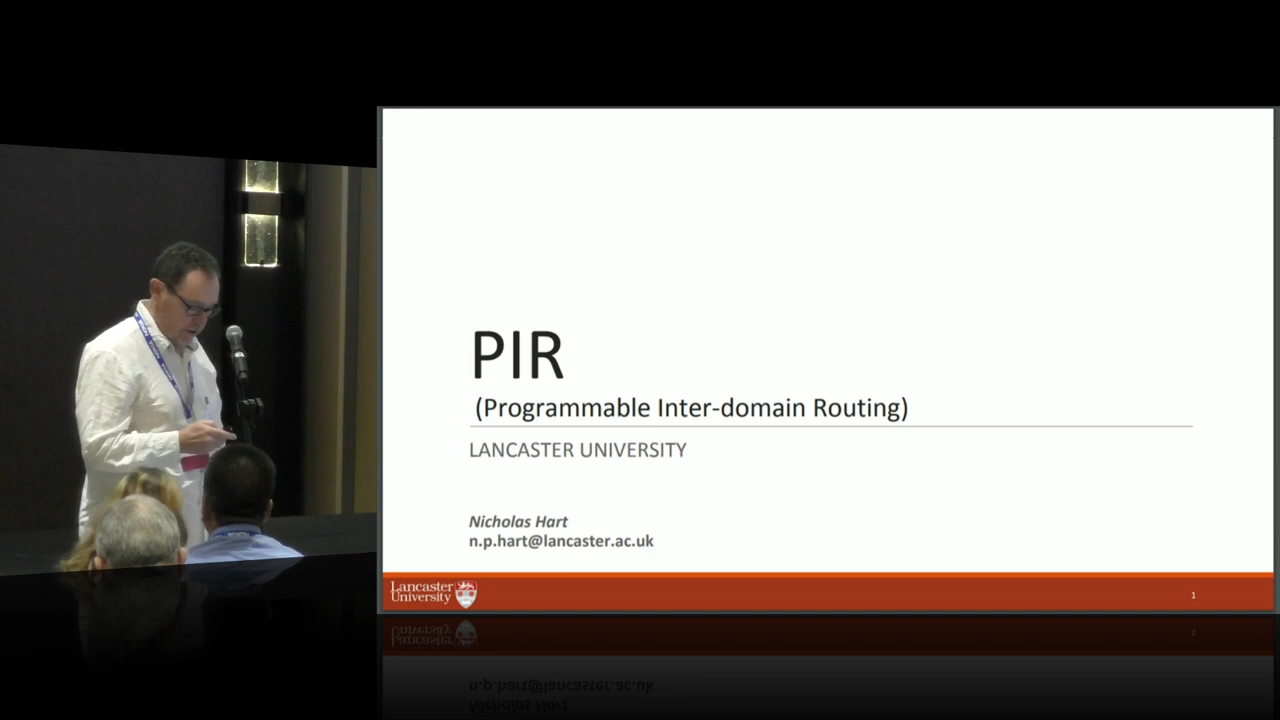 PIR
(Programmable Inter-domain Routing)
LANCASTER UNIVERSITY
Nicholas Hart
n.p.hart@lancaster.ac.uk
Lancaster
University
1